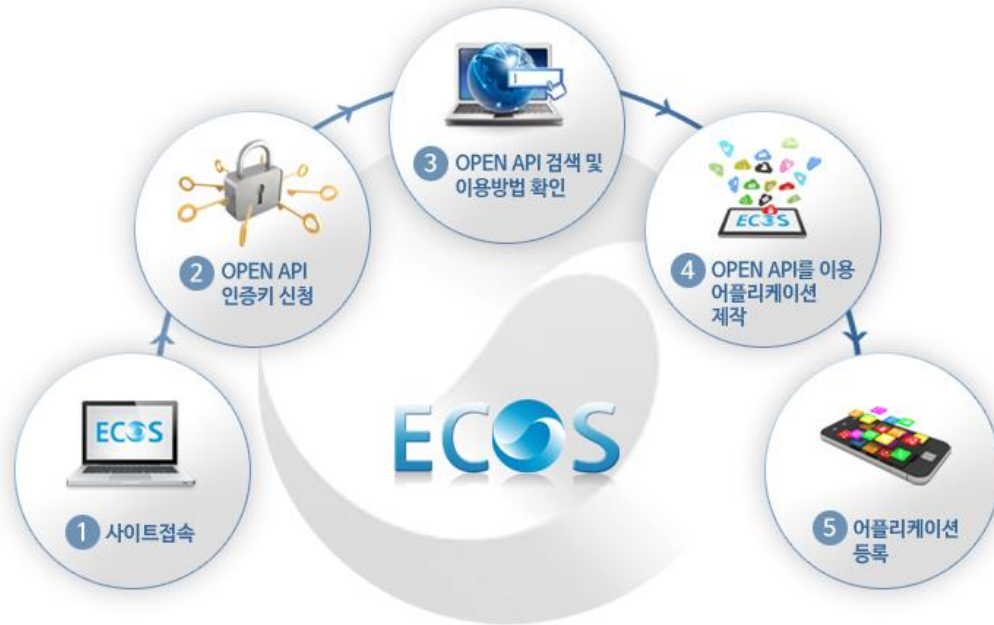 ECOS
1 사이트접속
2 OPEN API
인증키 신청
3 OPEN API 검색 및
이용방법 확인
ECOS
4 OPEN API를 이용
어플리케이션
제작
5 어플리케이션
등록
ECOS